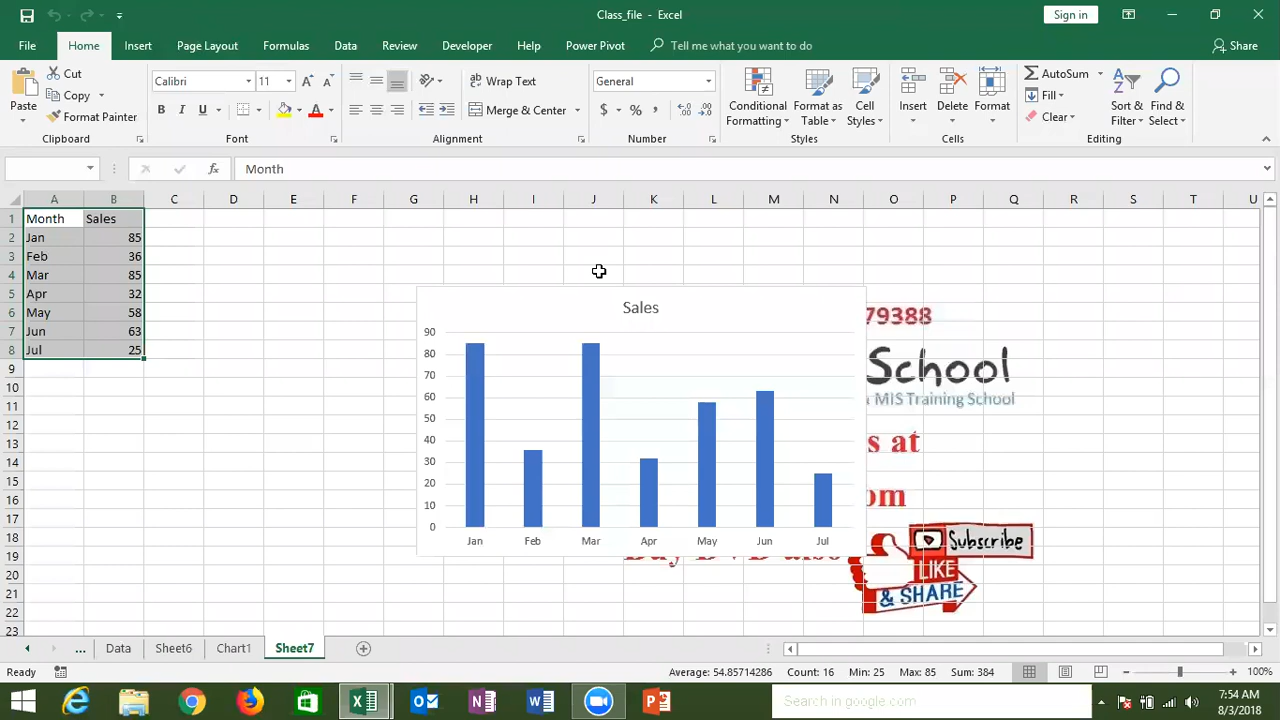 Class_file - Excel
Sign in
File Home Insert Page Layout Formulas Data Review View Developer Help Power Pivot Tell me what you want to do Share
Paste
Cut
Copy
Format Painter
Clipboard
Calibri 11
B I U
Font
Wrap Text
Merge & Center
Alignment
General
$ % ,
Number
Conditional Formatting
Format as Table
Cell Styles
Styles
Insert
Delete
Format
Cells
AutoSum
Fill
Clear
Sort & Filter
Find & Select
Editing
fx Month
A B C D E F G H I J K L M N O P Q R S T U
1 Month Sales
2 Jan 85
3 Feb 36
4 Mar 85
5 Apr 32
6 May 58
7 Jun 63
8 Jul 25
9
10
11
12
13
14
15
16
17
18
19
20
21
22
23
Sales
90
80
70
60
50
40
30
20
10
0
Jan Feb Mar Apr May Jun Jul
79388
School
MIS Training School
s at
om
Subscribe
LIKE
& SHARE
... Data Sheet6 Chart1 Sheet7
Ready
Average: 54.85714286 Count: 16 Min: 25 Max: 85 Sum: 384
100%
Search in google.com
7:54 AM
8/3/2018